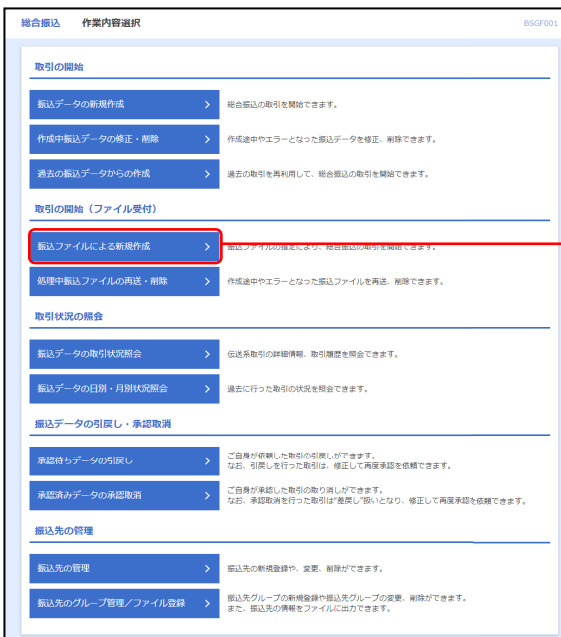 総合振込 作業内容選択 BSGF001
取引の開始
振込データの新規作成
総合振込の取引を開始できます。
作成中振込データの修正・削除
作成途中やエラーとなった振込データを修正、削除できます。
過去の振込データからの作成
過去の取引を再利用して、総合振込の取引を開始できます。
取引の開始（ファイル受付）
振込ファイルによる新規作成
振込ファイルの指定により、総合振込の取引を開始できます。
処理中振込ファイルの再送・削除
作成途中やエラーとなった振込ファイルを再送、削除できます。
取引状況の照会
振込データの取引状況照会
伝送系取引の詳細情報、取引履歴を照会できます。
振込データの日別・月別状況照会
過去に行った取引の状況を照会できます。
振込データの引戻し・承認取消
承認待ちデータの引戻し
ご自身が依頼した取引の引戻しができます。
なお、引戻しを行った取引は、修正して再度承認を依頼できます。
承認済みデータの承認取消
ご自身が承認した取引の取り消しができます。
なお、承認取消を行った取引は“差戻し”扱いとなり、修正して再度承認を依頼できます。
振込先の管理
振込先の管理
振込先の新規登録や、変更、削除ができます。
振込先のグループ管理／ファイル登録
振込先グループの新規登録や振込先グループの変更、削除ができます。
また、振込先の情報をファイルに出力できます。